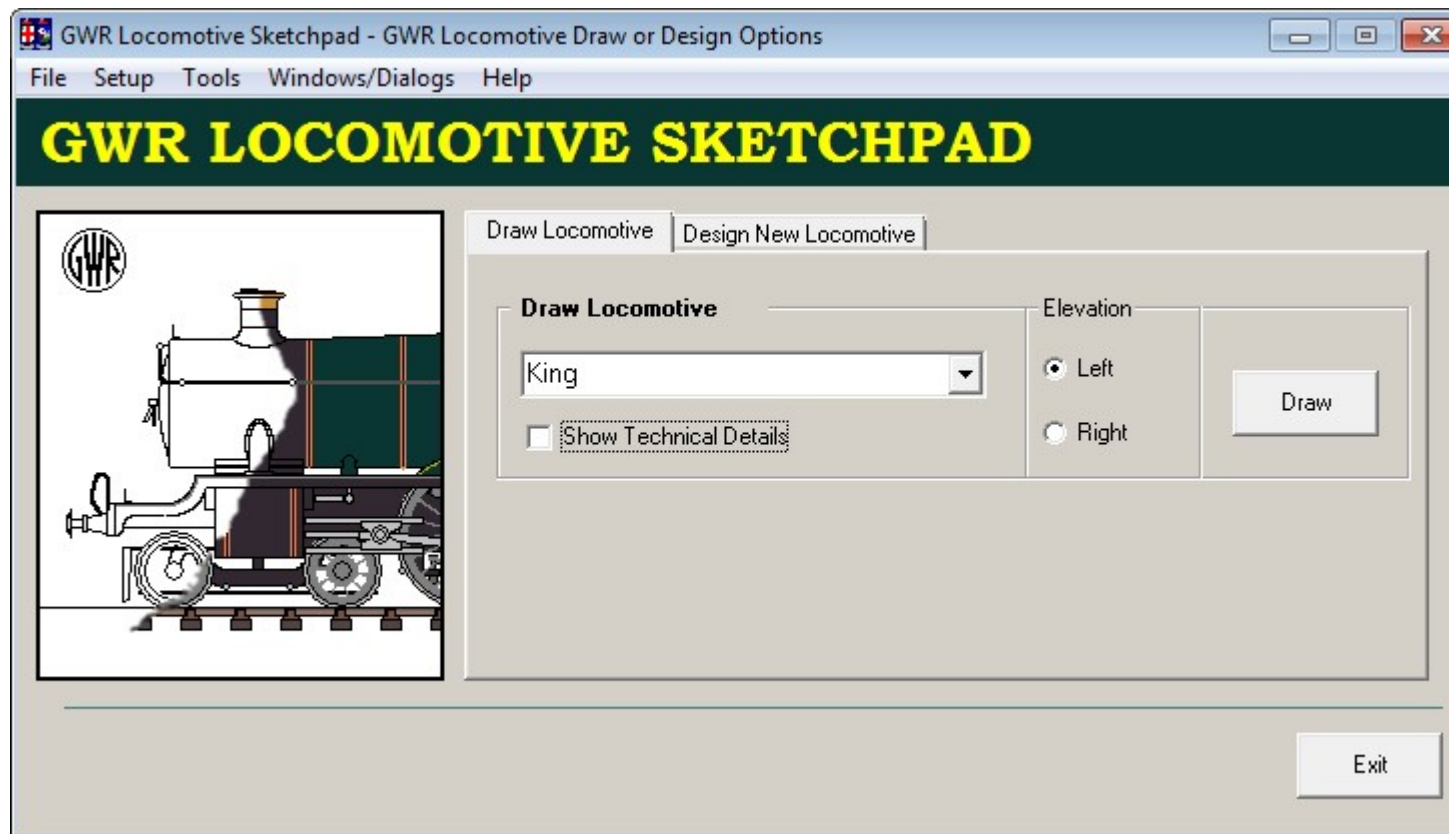 GWR Locomotive Sketchpad - GWR Locomotive Draw or Design Options
File Setup Tools Windows/Dialogs Help
GWR LOCOMOTIVE SKETCHPAD
GWR
Draw Locomotive Design New Locomotive
Draw Locomotive Elevation
King
Left
Draw
Show Technical Details
Right
Exit